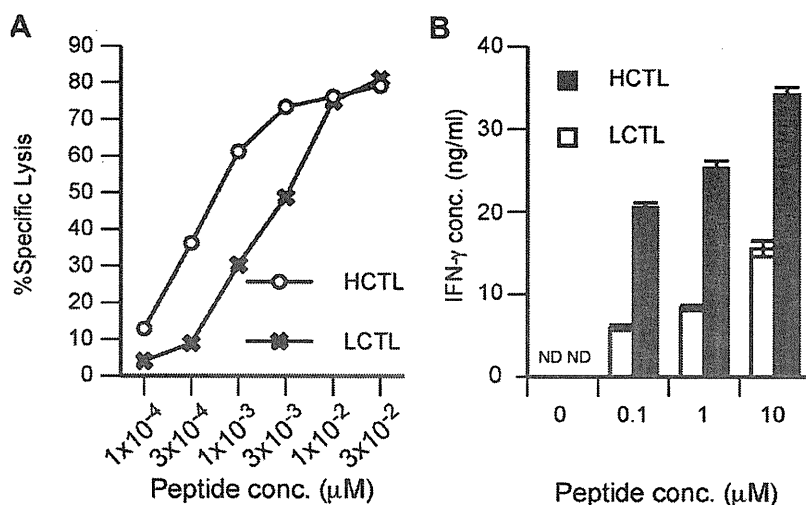 A
90
80
70
60
50
40
30
20
10
0
%Specific Lysis
HCTL
LCTL
1x10⁻⁴
3x10⁻⁴
1x10⁻³
3x10⁻³
1x10⁻²
3x10⁻²
Peptide conc. (μM)
B
40
30
20
10
0
IFN-γ conc. (ng/ml)
HCTL
LCTL
ND ND
0 0.1 1 10
Peptide conc. (μM)